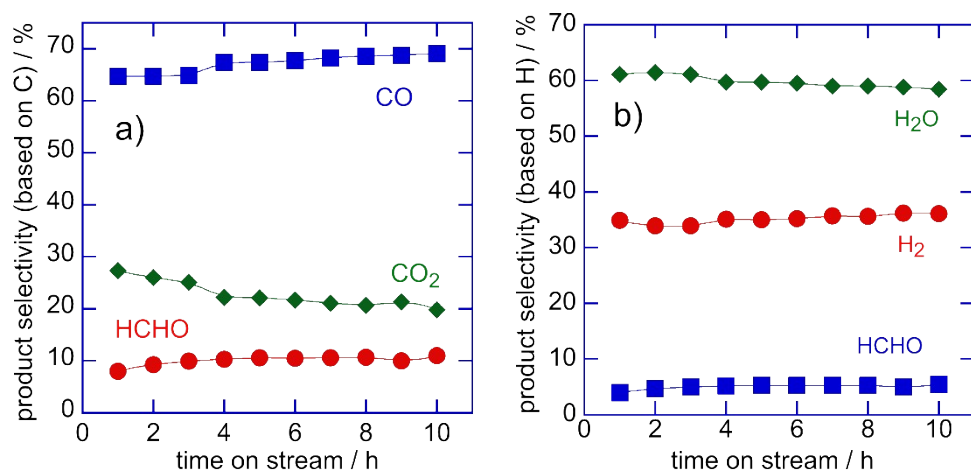 product selectivity (based on C) / %
70
60
50
40
30
20
10
0
0 2 4 6 8 10
time on stream / h
a)
CO
CO2
HCHO
product selectivity (based on H) / %
70
60
50
40
30
20
10
0
0 2 4 6 8 10
time on stream / h
b)
H2O
H2
HCHO